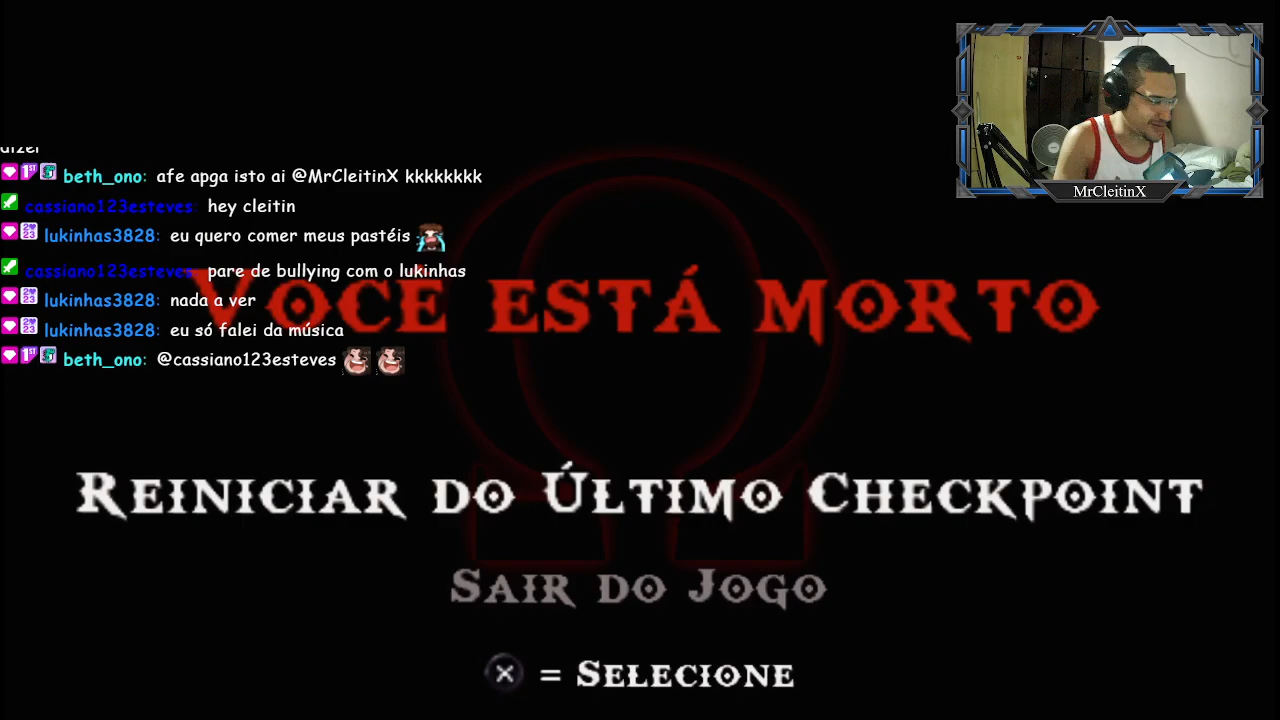 beth_ono: afe apga isto ai @MrCleitinX kkkkkkkk
cassiano123esteves: hey cleitin
lukinhas3828: eu quero comer meus pastéis
cassiano123esteves: pare de bullying com o lukinhas
lukinhas3828: nada a ver
lukinhas3828: eu só falei da música
beth_ono: @cassiano123esteves
MrCleitinX
Voce está morto
Reiniciar do Último Checkpoint
Sair do Jogo
= Selecione